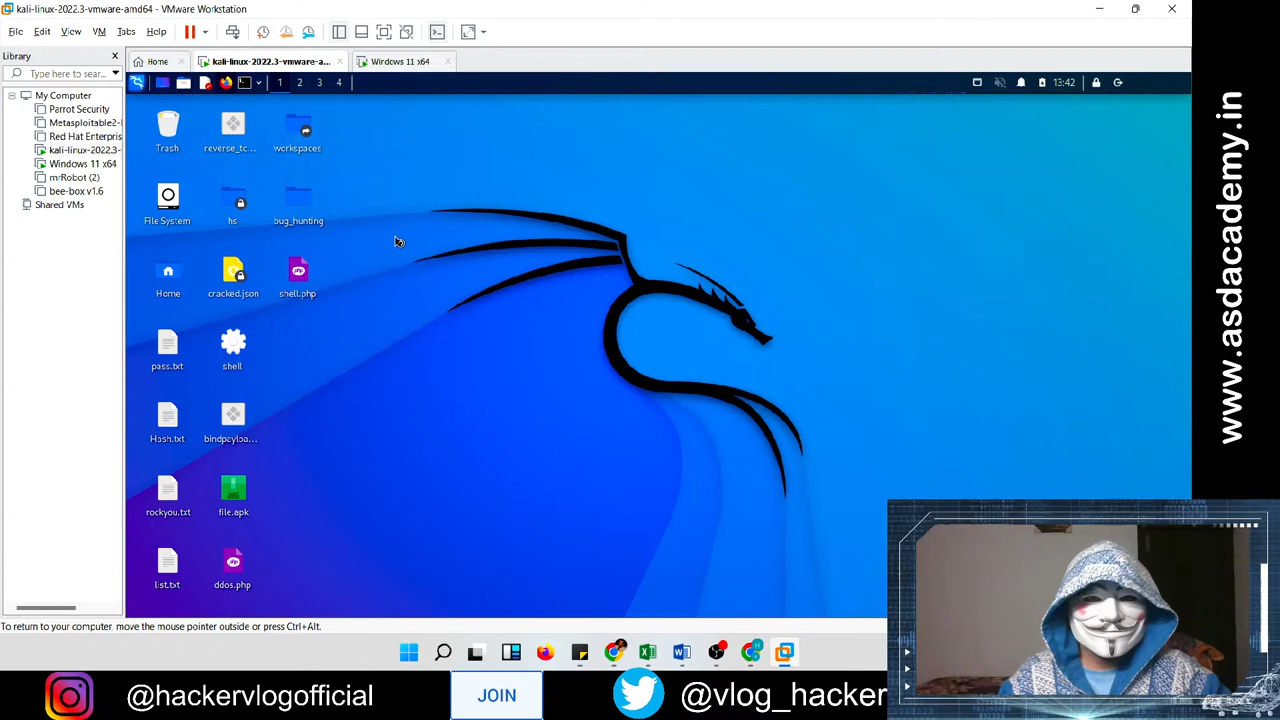 kali-linux-2022.3-vmware-amd64 - VMware Workstation
File Edit View VM Tabs Help
Library
Type here to sear...
My Computer
Parrot Security
Metasploitable2-
Red Hat Enterpris
kali-linux-2022.3-
Windows 11 x64
mrRobot (2)
bee-box v1.6
Shared VMs
Home
kali-linux-2022.3-vmware-a...
Windows 11 x64
1 2 3 4
13:42
Trash
reverse_tc...
workspaces
File System
hs
bug_hunting
Home
cracked.json
shell.php
pass.txt
shell
Hash.txt
bindpayloa...
rockyou.txt
file.apk
list.txt
ddos.php
To return to your computer, move the mouse pointer outside or press Ctrl+Alt.
@hackervlogofficial
JOIN
@vlog_hacker
www.asdacademy.in